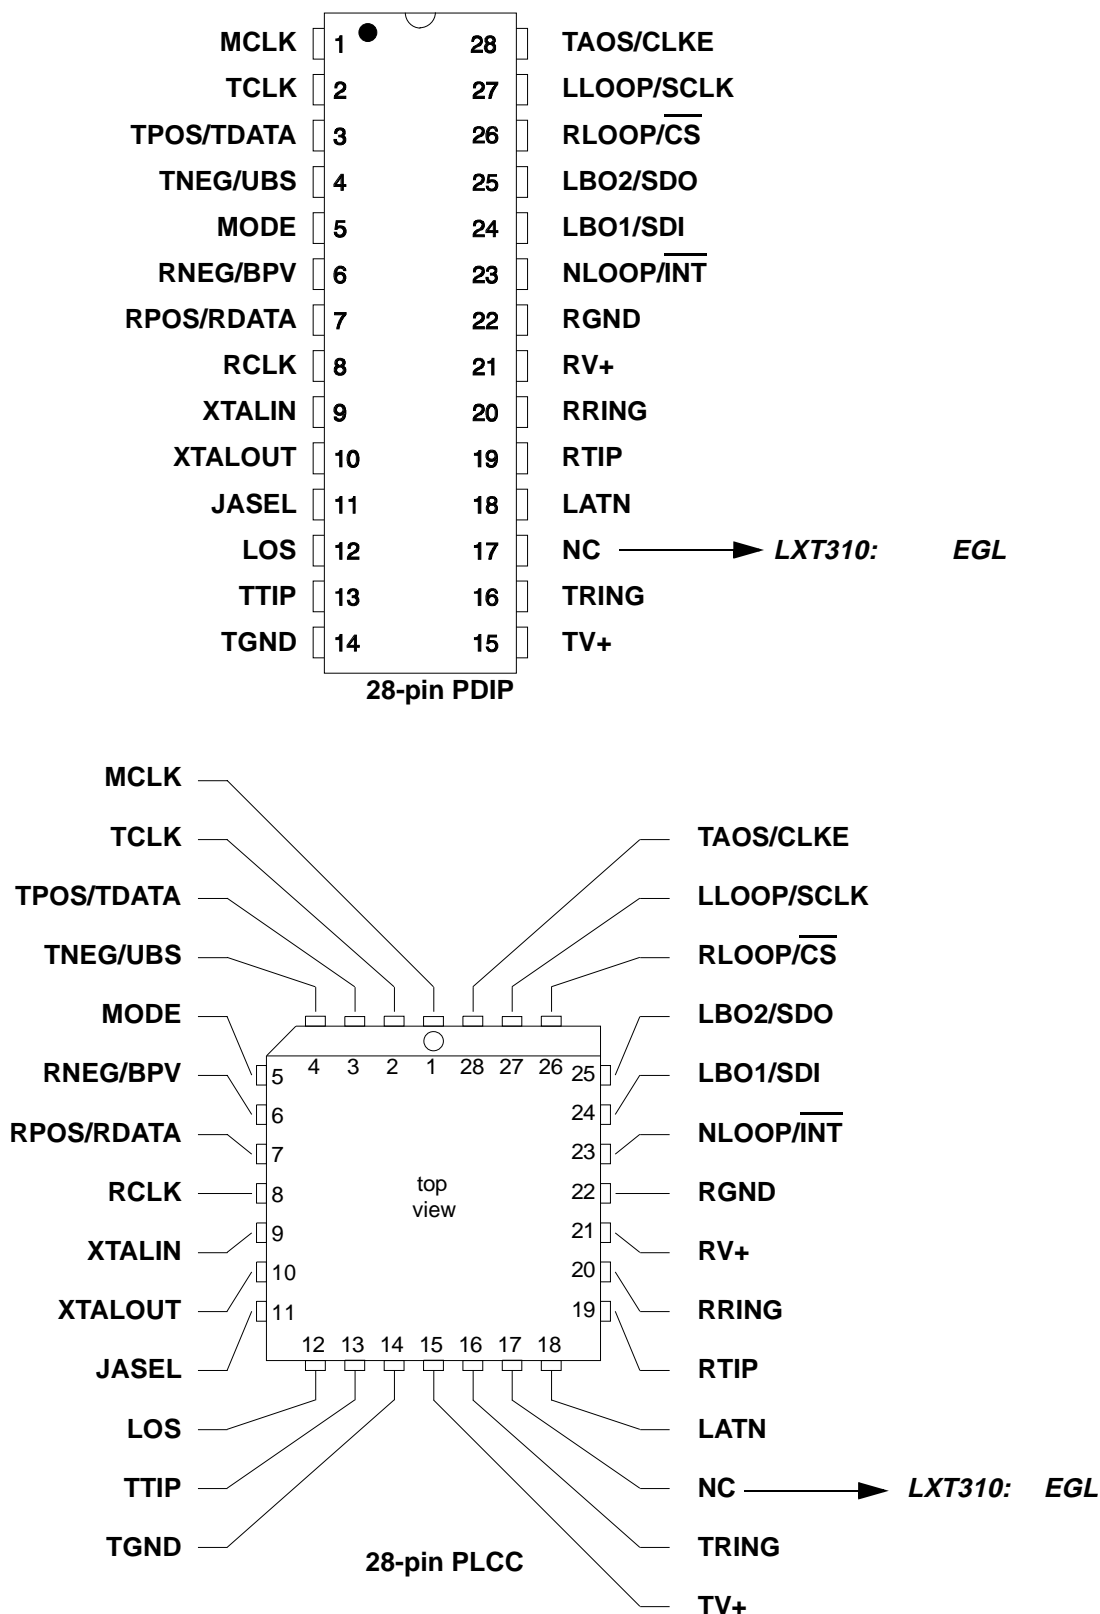 MCLK 1 28 TAOS/CLKE
TCLK 2 27 LLOOP/SCLK
TPOS/TDATA 3 26 RLOOP/CS
TNEG/UBS 4 25 LBO2/SDO
MODE 5 24 LBO1/SDI
RNEG/BPV 6 23 NLOOP/INT
RPOS/RDATA 7 22 RGND
RCLK 8 21 RV+
XTALIN 9 20 RRING
XTALOUT 10 19 RTIP
JASEL 11 18 LATN
LOS 12 17 NC LXT310: EGL
TTIP 13 16 TRING
TGND 14 15 TV+
28-pin PDIP
MCLK
TCLK TAOS/CLKE
TPOS/TDATA LLOOP/SCLK
TNEG/UBS RLOOP/CS
MODE LBO2/SDO
4 3 2 1 28 27 26
RNEG/BPV 5 25 LBO1/SDI
6 24
RPOS/RDATA NLOOP/INT
7 23
RCLK 8 top 22 RGND
view
9 21
XTALIN RV+
10 20
XTALOUT 11 19 RRING
12 13 14 15 16 17 18
JASEL RTIP
LOS LATN
TTIP NC LXT310: EGL
TGND TRING
28-pin PLCC
TV+